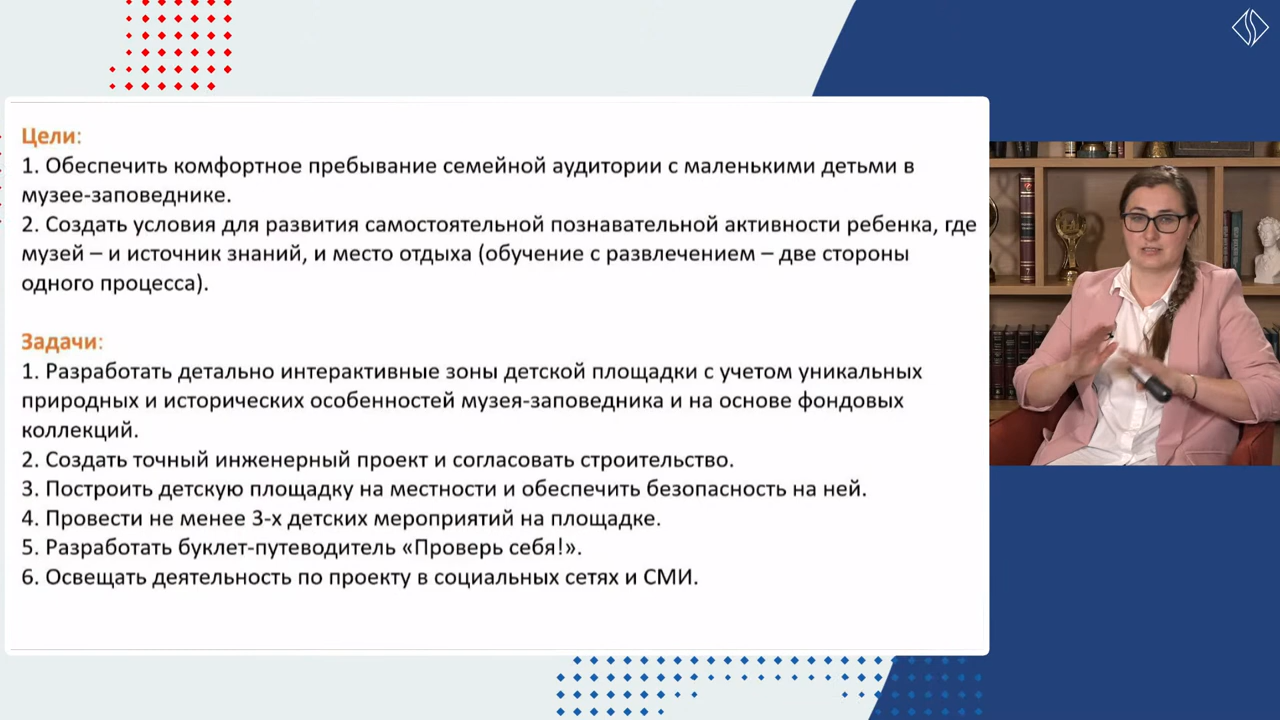 Цели:
1. Обеспечить комфортное пребывание семейной аудитории с маленькими детьми в
музее-заповеднике.
2. Создать условия для развития самостоятельной познавательной активности ребенка, где
музей – и источник знаний, и место отдыха (обучение с развлечением – две стороны
одного процесса).
Задачи:
1. Разработать детально интерактивные зоны детской площадки с учетом уникальных
природных и исторических особенностей музея-заповедника и на основе фондовых
коллекций.
2. Создать точный инженерный проект и согласовать строительство.
3. Построить детскую площадку на местности и обеспечить безопасность на ней.
4. Провести не менее 3-х детских мероприятий на площадке.
5. Разработать буклет-путеводитель «Проверь себя!».
6. Освещать деятельность по проекту в социальных сетях и СМИ.